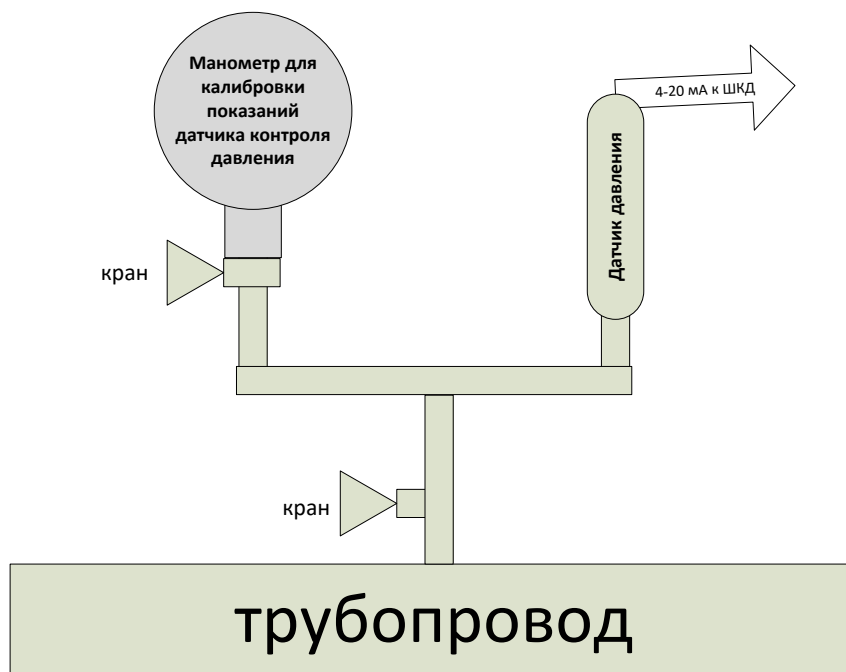 Манометр для
калибровки
показаний
датчика контроля
давления
4-20 мА к ШКД
Датчик давления
кран
кран
трубопровод